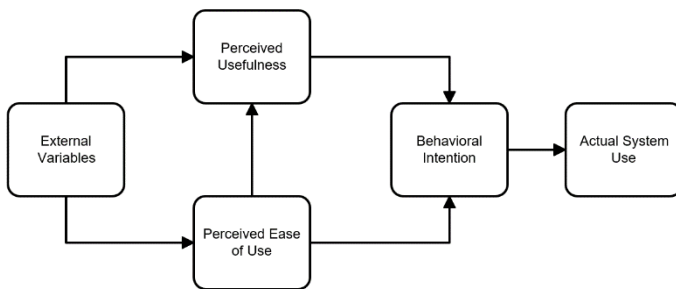 Perceived
Usefulness
External
Variables
Behavioral
Intention
Actual System
Use
Perceived Ease
of Use